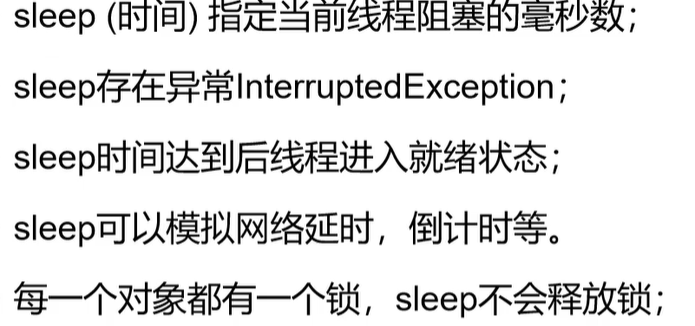 sleep (时间) 指定当前线程阻塞的毫秒数；
sleep存在异常InterruptedException；
sleep时间达到后线程进入就绪状态；
sleep可以模拟网络延时，倒计时等。
每一个对象都有一个锁，sleep不会释放锁；